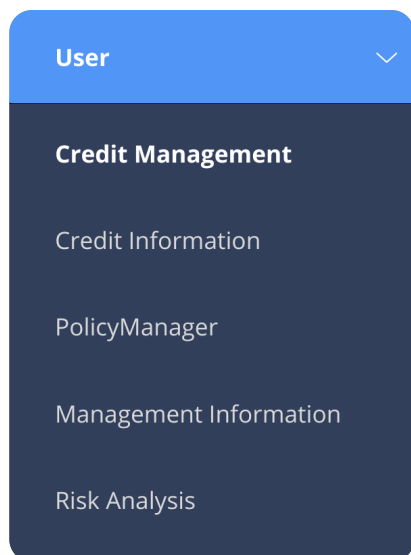 User
Credit Management
Credit Information
PolicyManager
Management Information
Risk Analysis